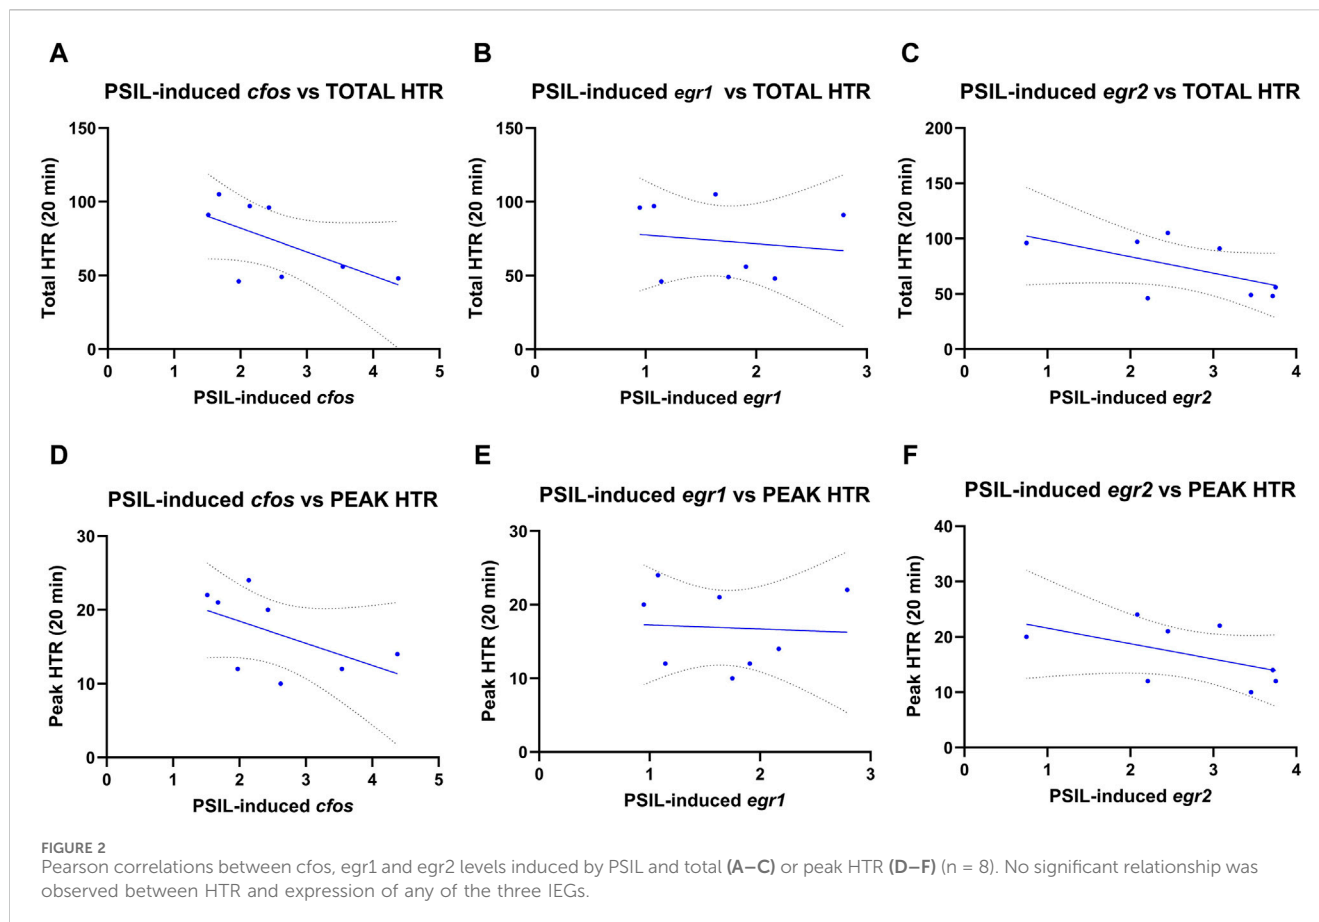 A
PSIL-induced cfos vs TOTAL HTR
Total HTR (20 min)
150
100
50
0
0 1 2 3 4 5
PSIL-induced cfos
B
PSIL-induced egr1 vs TOTAL HTR
Total HTR (20 min)
150
100
50
0
0 1 2 3
PSIL-induced egr1
C
PSIL-induced egr2 vs TOTAL HTR
Total HTR (20 min)
200
150
100
50
0
0 1 2 3 4
PSIL-induced egr2
D
PSIL-induced cfos vs PEAK HTR
Peak HTR (20 min)
30
20
10
0
0 1 2 3 4 5
PSIL-induced cfos
E
PSIL-induced egr1 vs PEAK HTR
Peak HTR (20 min)
30
20
10
0
0 1 2 3
PSIL-induced egr1
F
PSIL-induced egr2 vs PEAK HTR
Peak HTR (20 min)
40
30
20
10
0
0 1 2 3 4
PSIL-induced egr2
FIGURE 2
Pearson correlations between cfos, egr1 and egr2 levels induced by PSIL and total (A–C) or peak HTR (D–F) (n = 8). No significant relationship was
observed between HTR and expression of any of the three IEGs.